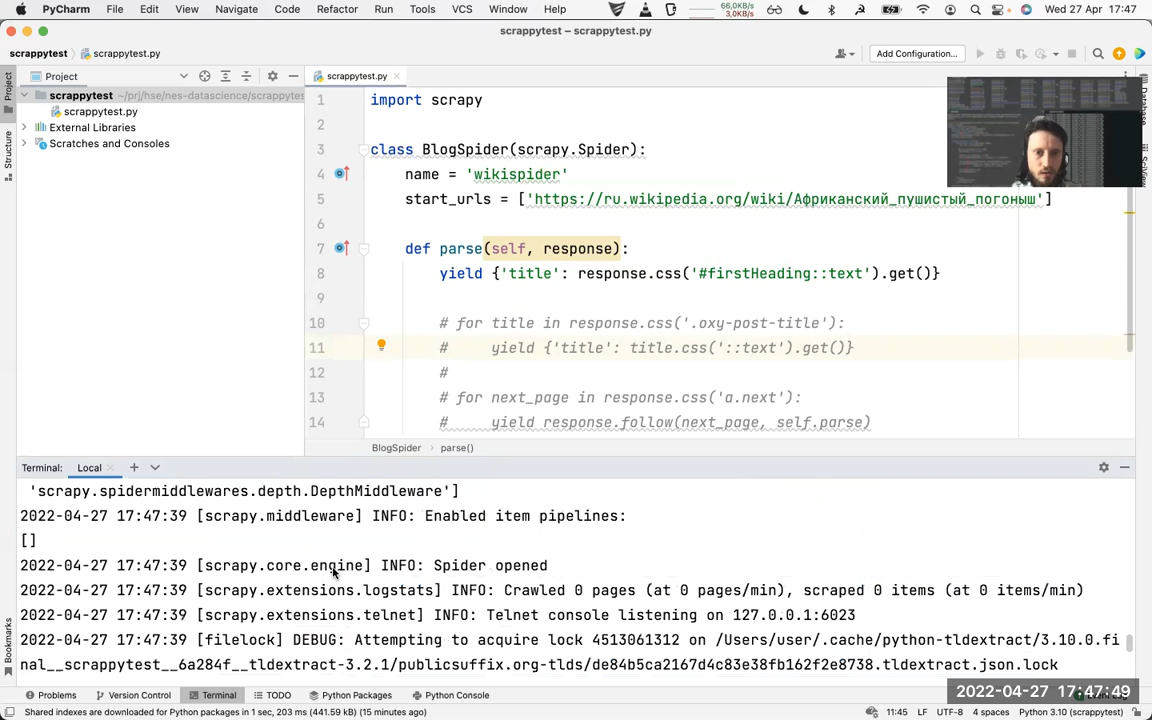 PyCharm File Edit View Navigate Code Refactor Run Tools VCS Window Help 66,0KB/s 3,0KB/s Wed 27 Apr 17:47
scrappytest – scrappytest.py
scrappytest scrappytest.py Add Configuration...
Project scrappytest.py
scrappytest ~/prj/hse/nes-datascience/scrappytes
scrappytest.py
External Libraries
Scratches and Consoles
Project
Structure
Bookmarks
1 import scrapy
2
3 class BlogSpider(scrapy.Spider):
4 name = 'wikispider'
5 start_urls = ['https://ru.wikipedia.org/wiki/Африканский_пушистый_погоныш']
6
7 def parse(self, response):
8 yield {'title': response.css('#firstHeading::text').get()}
9
10 # for title in response.css('.oxy-post-title'):
11 # yield {'title': title.css('::text').get()}
12 #
13 # for next_page in response.css('a.next'):
14 # yield response.follow(next_page, self.parse)
BlogSpider parse()
Terminal: Local
'scrapy.spidermiddlewares.depth.DepthMiddleware']
2022-04-27 17:47:39 [scrapy.middleware] INFO: Enabled item pipelines:
[]
2022-04-27 17:47:39 [scrapy.core.engine] INFO: Spider opened
2022-04-27 17:47:39 [scrapy.extensions.logstats] INFO: Crawled 0 pages (at 0 pages/min), scraped 0 items (at 0 items/min)
2022-04-27 17:47:39 [scrapy.extensions.telnet] INFO: Telnet console listening on 127.0.0.1:6023
2022-04-27 17:47:39 [filelock] DEBUG: Attempting to acquire lock 4513061312 on /Users/user/.cache/python-tldextract/3.10.0.fi
nal__scrappytest__6a284f__tldextract-3.2.1/publicsuffix.org-tlds/de84b5ca2167d4c83e38fb162f2e8738.tldextract.json.lock
Problems Version Control Terminal TODO Python Packages Python Console
2022-04-27 17:47:49
Shared indexes are downloaded for Python packages in 1 sec, 203 ms (441.59 kB) (15 minutes ago) 11:45 LF UTF-8 4 spaces Python 3.10 (scrappytest)